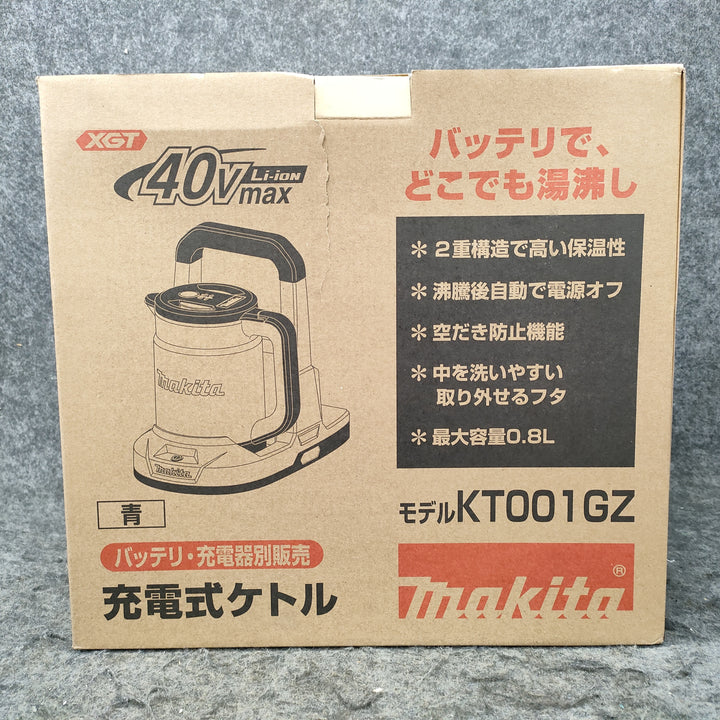 XGT
40Vmax Li-ion
バッテリで、
どこでも湯沸し
＊２重構造で高い保温性
＊沸騰後自動で電源オフ
＊空だき防止機能
＊中を洗いやすい
取り外せるフタ
＊最大容量0.8L
makita
makita
青
モデルKT001GZ
バッテリ・充電器別販売
充電式ケトル
makita®